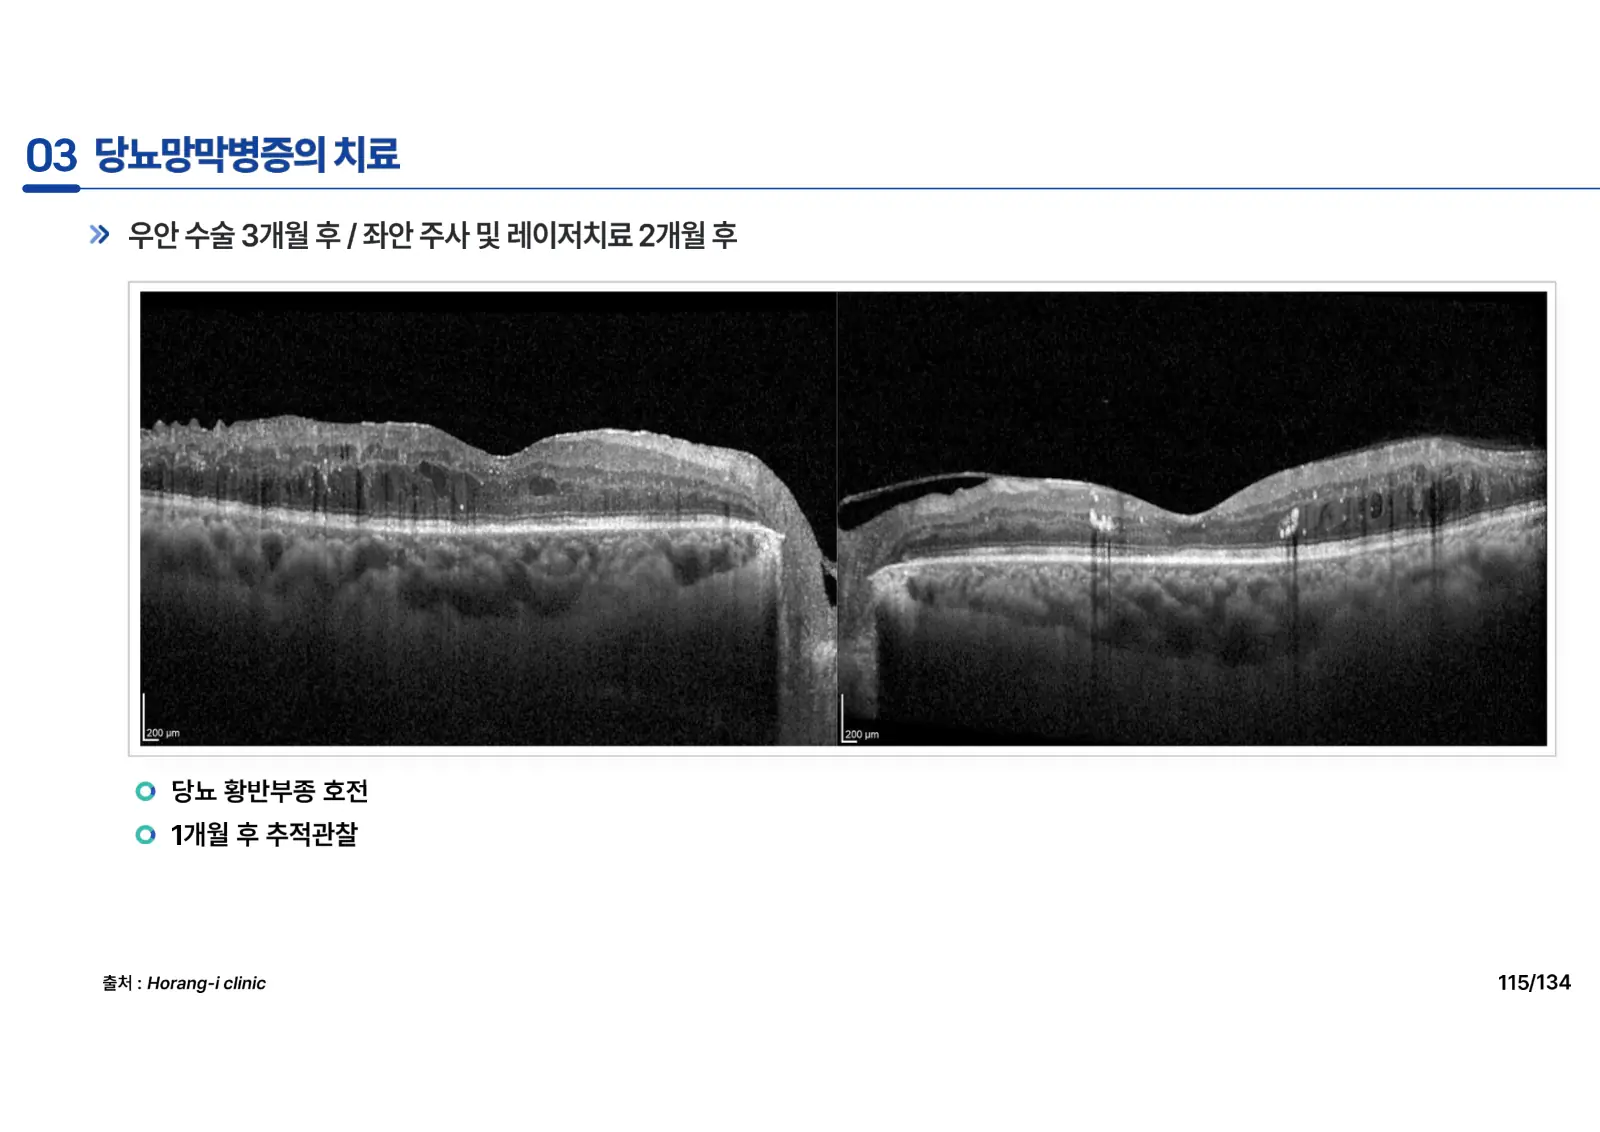 03 당뇨망막병증의 치료
우안 수술 3개월 후 / 좌안 주사 및 레이저치료 2개월 후
200 µm
200 µm
당뇨 황반부종 호전
1개월 후 추적관찰
출처 : Horang-i clinic
115/134